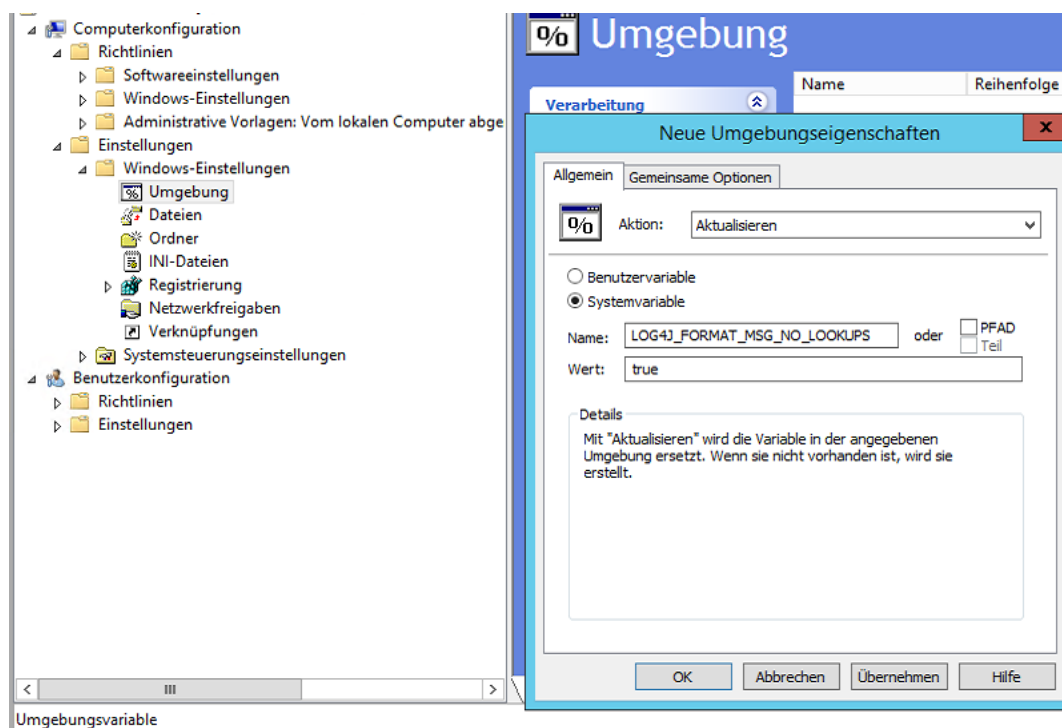 Computerkonfiguration
Richtlinien
Softwareeinstellungen
Windows-Einstellungen
Administrative Vorlagen: Vom lokalen Computer abge
Einstellungen
Windows-Einstellungen
Umgebung
Dateien
Ordner
INI-Dateien
Registrierung
Netzwerkfreigaben
Verknüpfungen
Systemsteuerungseinstellungen
Benutzerkonfiguration
Richtlinien
Einstellungen
Umgebungsvariable
Umgebung
Verarbeitung
Name Reihenfolge
Neue Umgebungseigenschaften
Allgemein Gemeinsame Optionen
Aktion: Aktualisieren
Benutzervariable
Systemvariable
Name: LOG4J_FORMAT_MSG_NO_LOOKUPS oder PFAD
Teil
Wert: true
Details
Mit "Aktualisieren" wird die Variable in der angegebenen
Umgebung ersetzt. Wenn sie nicht vorhanden ist, wird sie
erstellt.
OK Abbrechen Übernehmen Hilfe